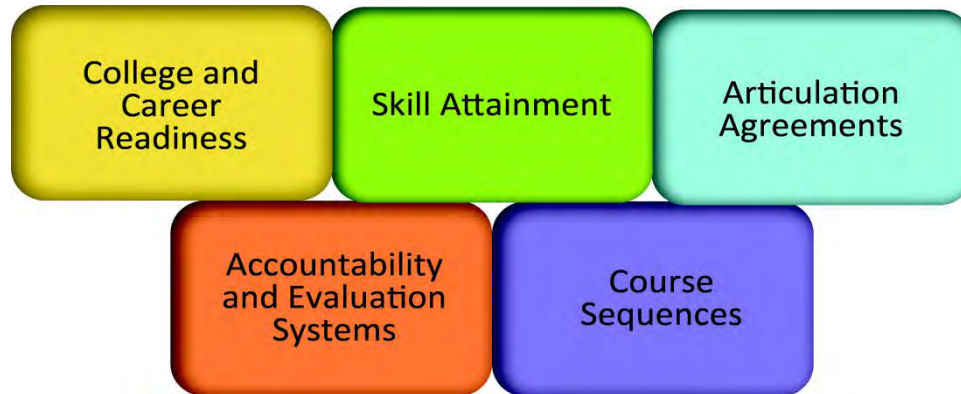 College and
Career
Readiness
Skill Attainment
Articulation
Agreements
Accountability
and Evaluation
Systems
Course
Sequences